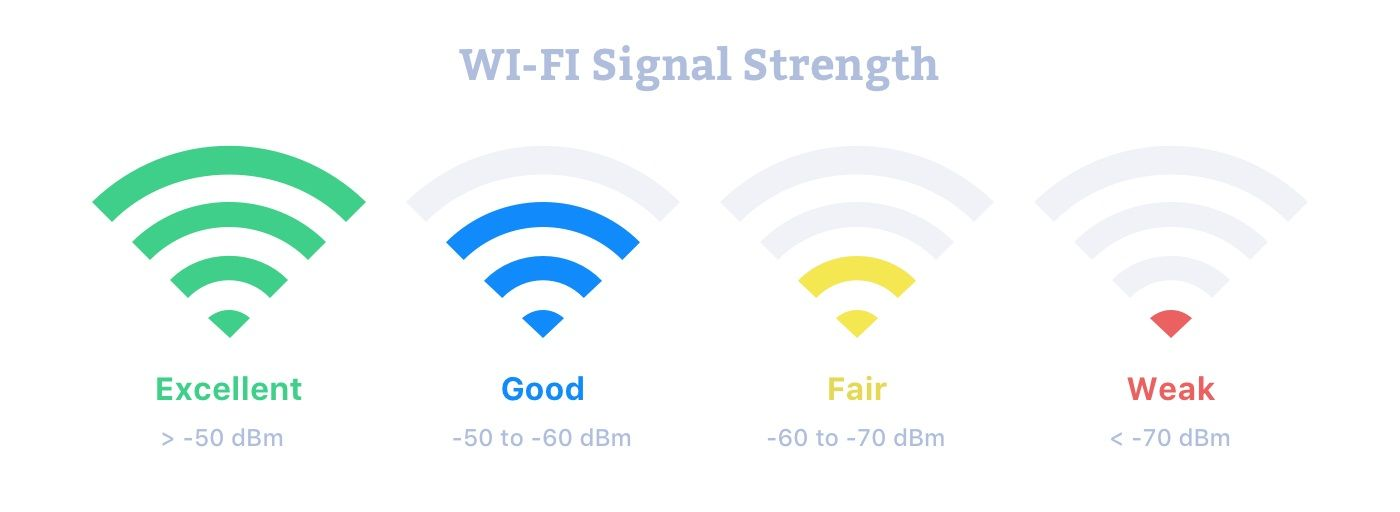 WI-FI Signal Strength
Excellent
Good
Fair
Weak
> -50 dBm
-50 to -60 dBm
-60 to -70 dBm
< -70 dBm